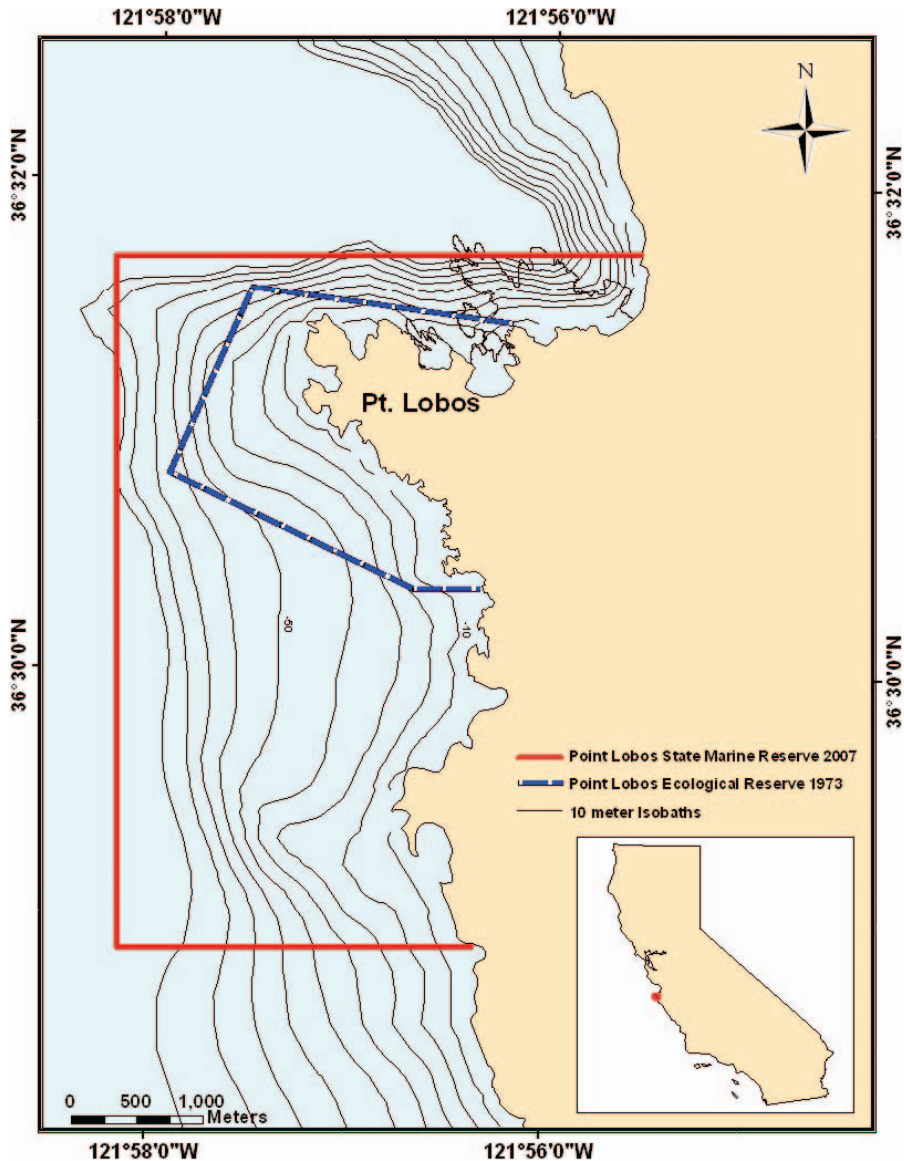 121°58'0"W
121°56'0"W
N
36°32'0"N
36°32'0"N
Pt. Lobos
-50
-10
36°30'0"N
36°30'0"N
Point Lobos State Marine Reserve 2007
Point Lobos Ecological Reserve 1973
10 meter Isobaths
0 500 1,000
Meters
121°58'0"W
121°56'0"W